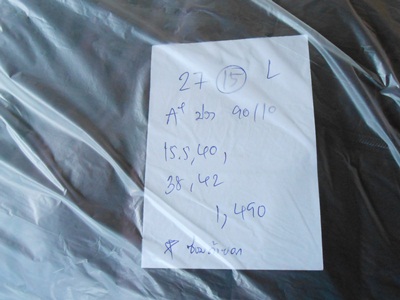 27 (15) L
A+ 90/10
15.5, 40,
38, 42
1,490
*